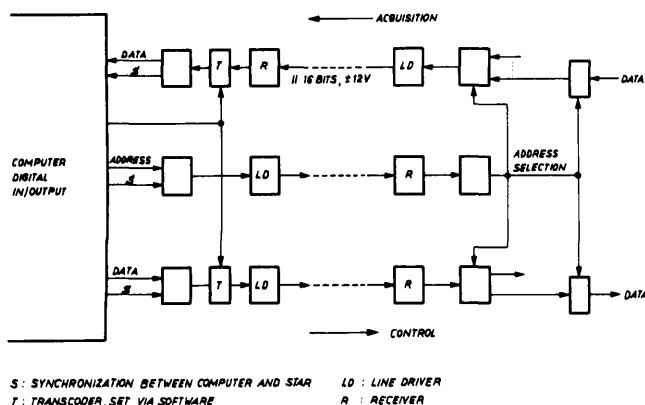 ACQUISITION
DATA
S
T
R
LD
DATA
|| 16 BITS, ±12V
COMPUTER
DIGITAL
IN/OUTPUT
ADDRESS
S
LD
R
ADDRESS
SELECTION
DATA
S
T
LD
R
DATA
CONTROL
S : SYNCHRONIZATION BETWEEN COMPUTER AND STAR
LD : LINE DRIVER
T : TRANSCODER, SET VIA SOFTWARE
R : RECEIVER